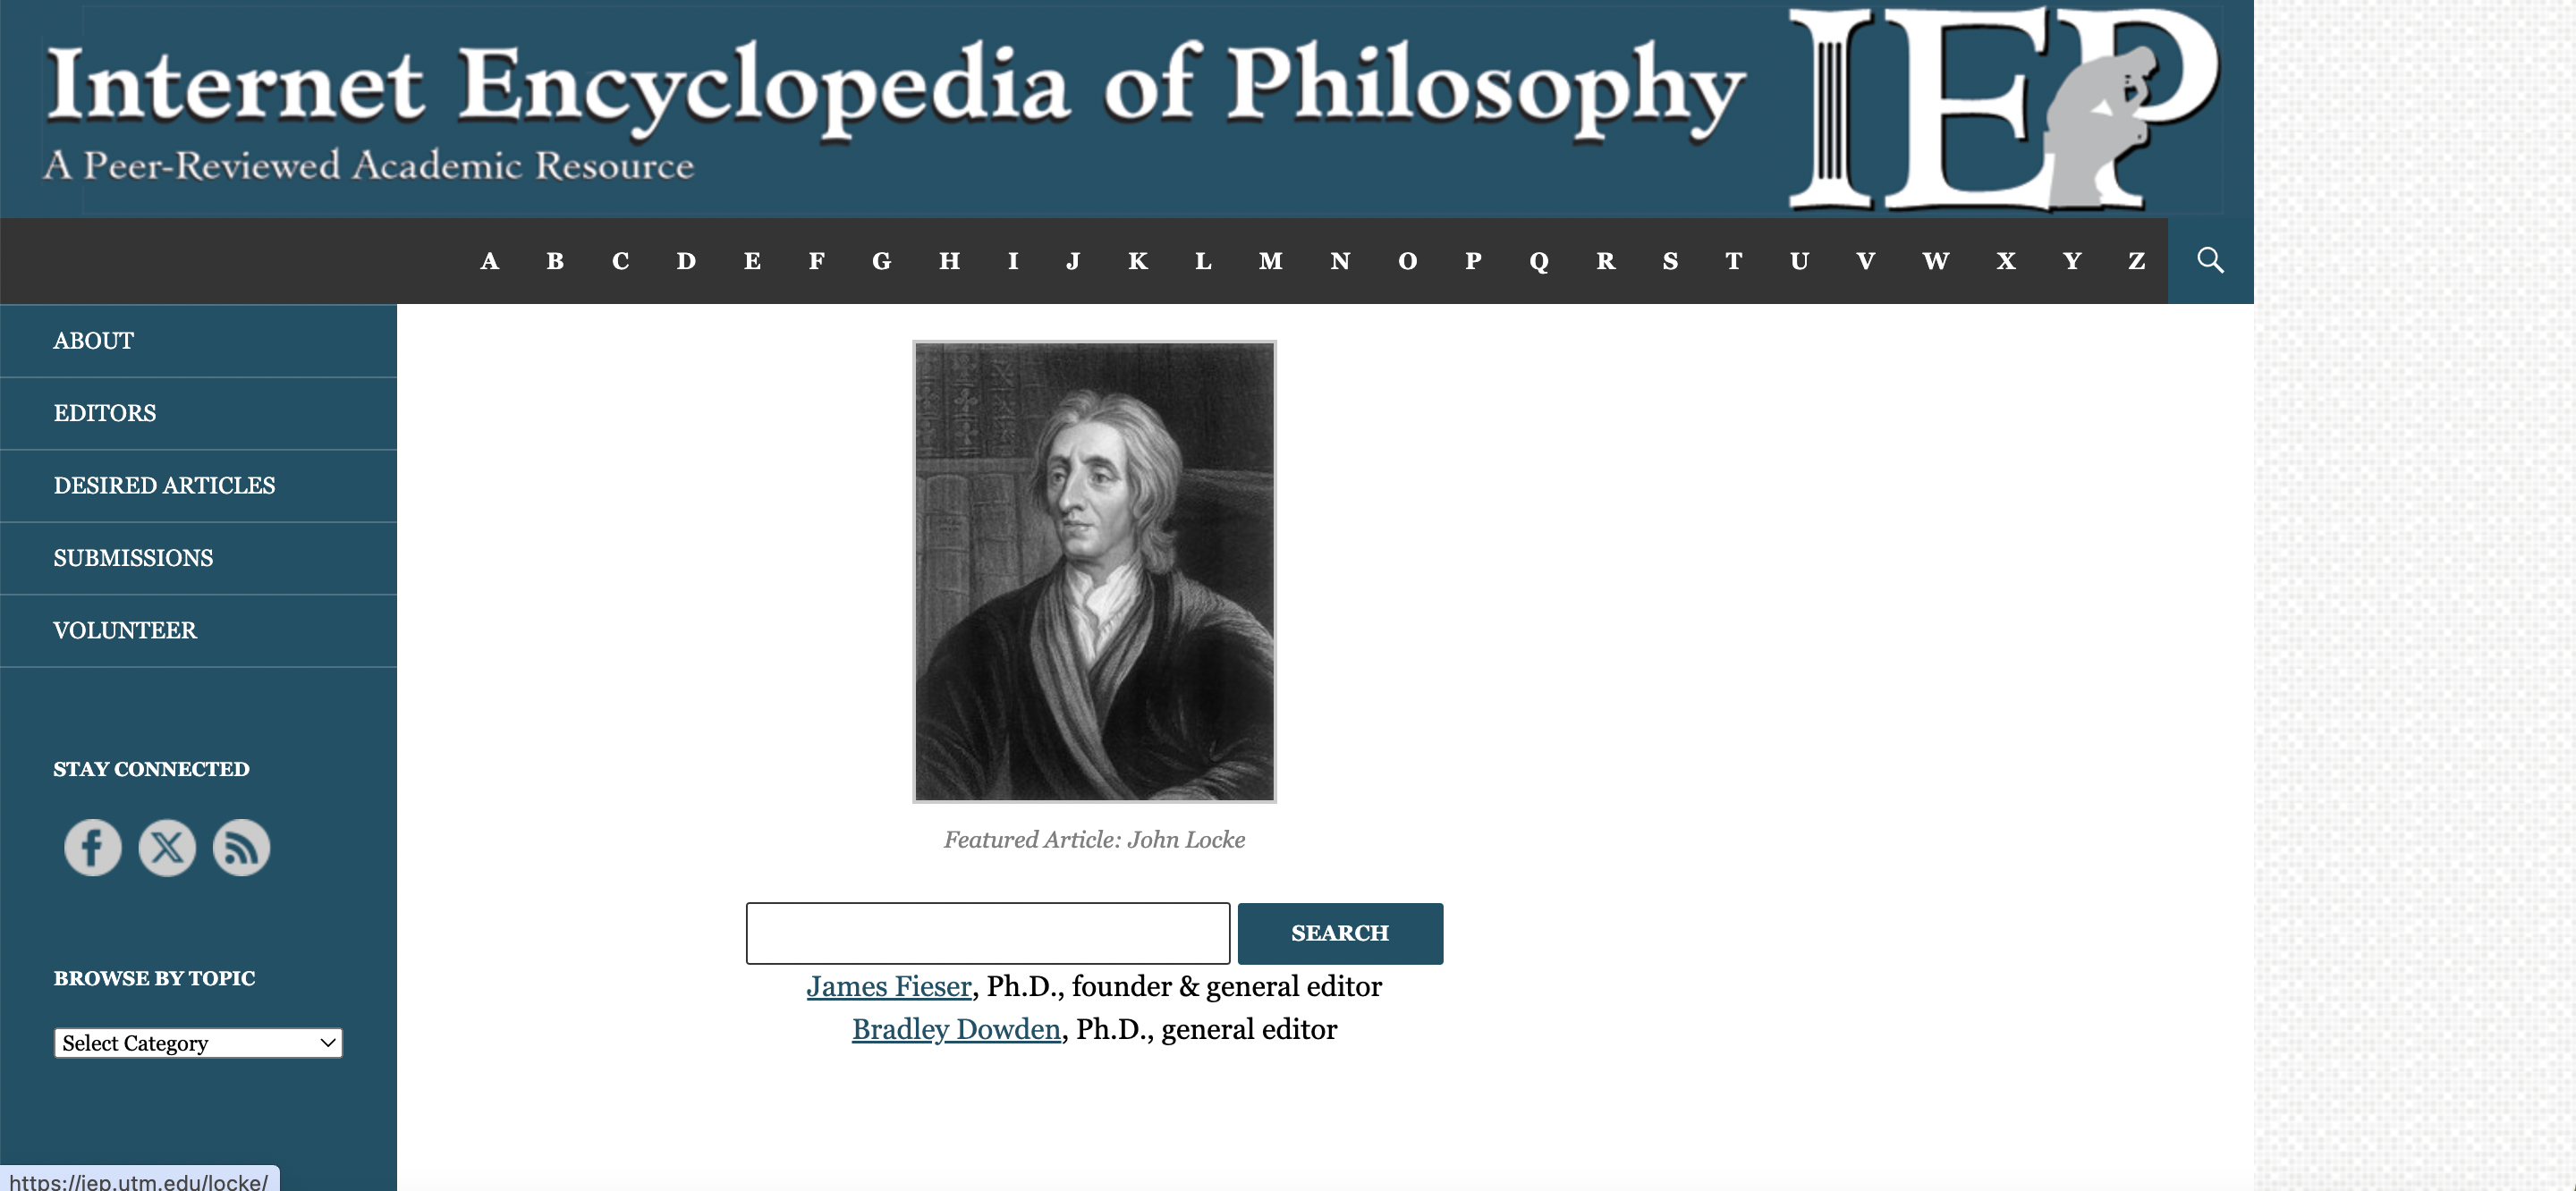 Internet Encyclopedia of Philosophy
IEP
A Peer-Reviewed Academic Resource
A B C D E F G H I J K L M N O P Q R S T U V W X Y Z
ABOUT
EDITORS
DESIRED ARTICLES
SUBMISSIONS
VOLUNTEER
STAY CONNECTED
BROWSE BY TOPIC
Select Category
Featured Article: John Locke
SEARCH
James Fieser, Ph.D., founder & general editor
Bradley Dowden, Ph.D., general editor
https://iep.utm.edu/locke/